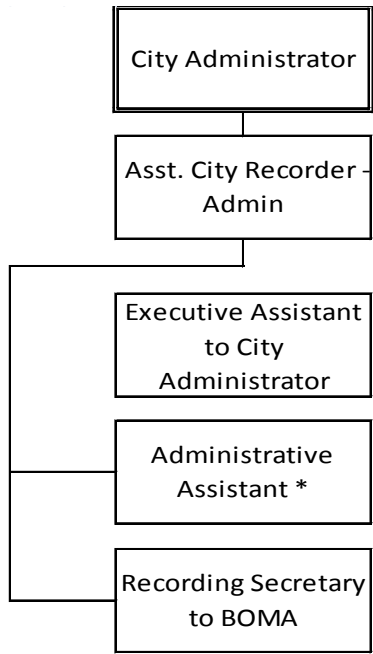 City Administrator
Asst. City Recorder -
Admin
Executive Assistant
to City
Administrator
Administrative
Assistant *
Recording Secretary
to BOMA